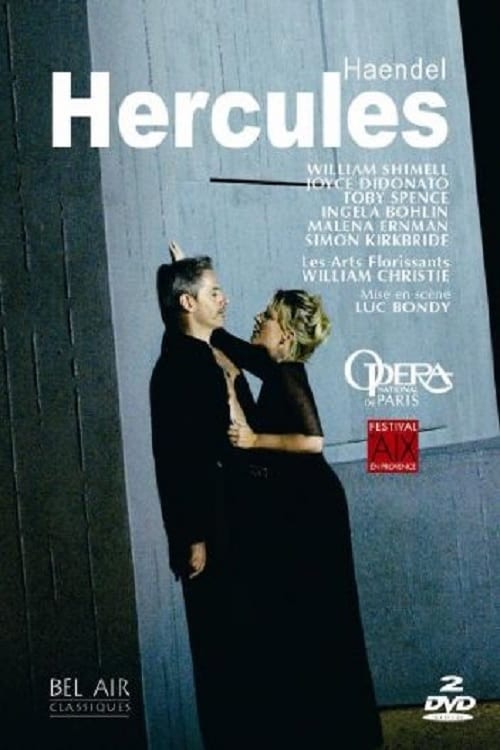 Haendel
Hercules
WILLIAM SHIMELL
JOYCE DIDONATO
TOBY SPENCE
INGELA BOHLIN
MALENA ERNMAN
SIMON KIRKBRIDE
Les Arts Florissants
WILLIAM CHRISTIE
Mise en scène
LUC BONDY
OPERA
NATIONAL
DE PARIS
FESTIVAL
AIX
EN PROVENCE
BEL AIR
CLASSIQUES
2
DVD
VIDEO